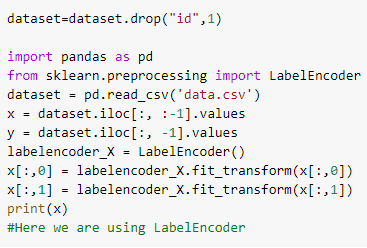 dataset=dataset.drop("id",1)
import pandas as pd
from sklearn.preprocessing import LabelEncoder
dataset = pd.read_csv('data.csv')
x = dataset.iloc[:, :-1].values
y = dataset.iloc[:, -1].values
labelencoder_X = LabelEncoder()
x[:,0] = labelencoder_X.fit_transform(x[:,0])
x[:,1] = labelencoder_X.fit_transform(x[:,1])
print(x)
#Here we are using LabelEncoder